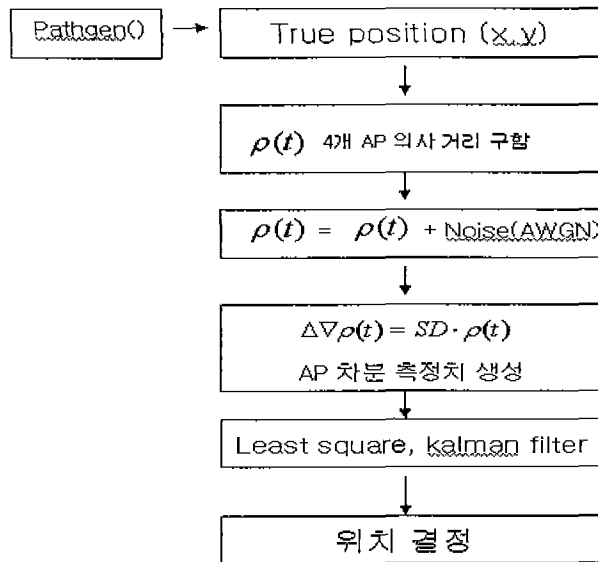 Pathgen()
True position (x,y)
ρ(t) 4개 AP 의사 거리 구함
ρ(t) = ρ(t) + Noise(AWGN)
Δ∇ρ(t) = SD · ρ(t)
AP 차분 측정치 생성
Least square, kalman filter
위치 결정